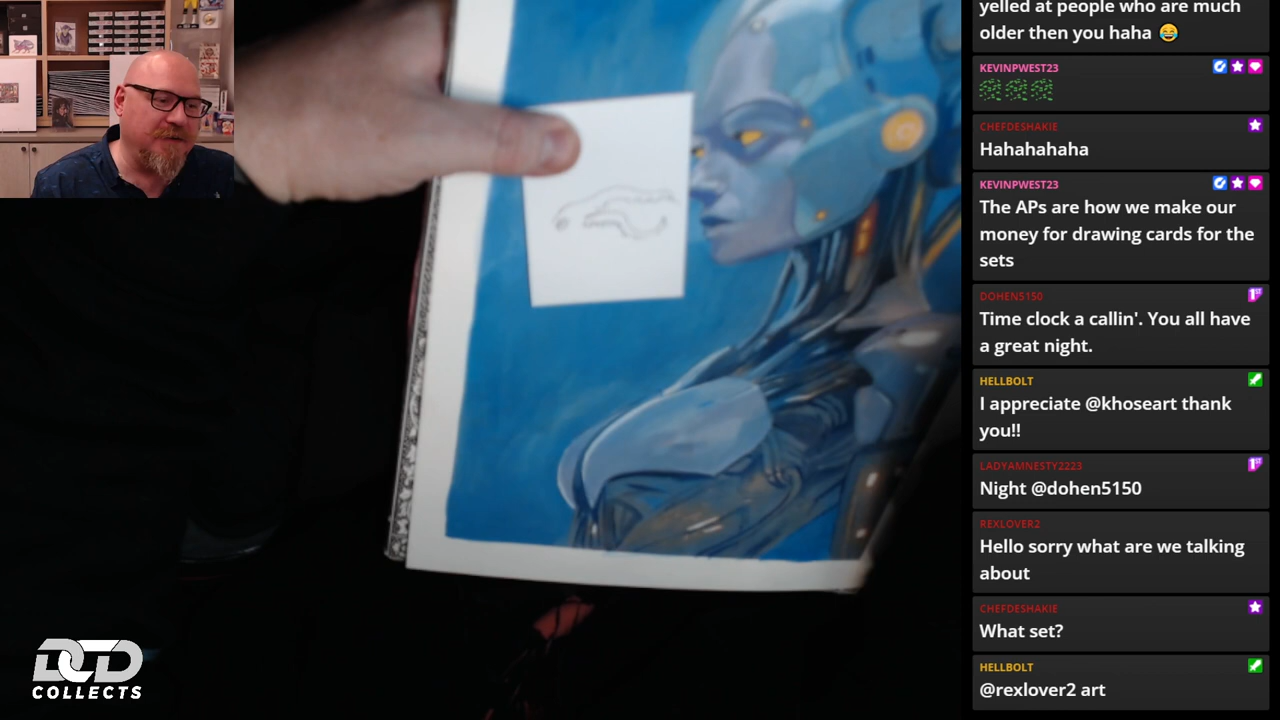 yelled at people who are much
older then you haha 😂
KEVINPWEST23
CHEFDESHAKIE
Hahahahaha
KEVINPWEST23
The APs are how we make our
money for drawing cards for the
sets
DOHEN5150
Time clock a callin'. You all have
a great night.
HELLBOLT
I appreciate @khoseart thank
you!!
LADYAMNESTY2223
Night @dohen5150
REXLOVER2
Hello sorry what are we talking
about
CHEFDESHAKIE
What set?
HELLBOLT
@rexlover2 art
DCD
COLLECTS